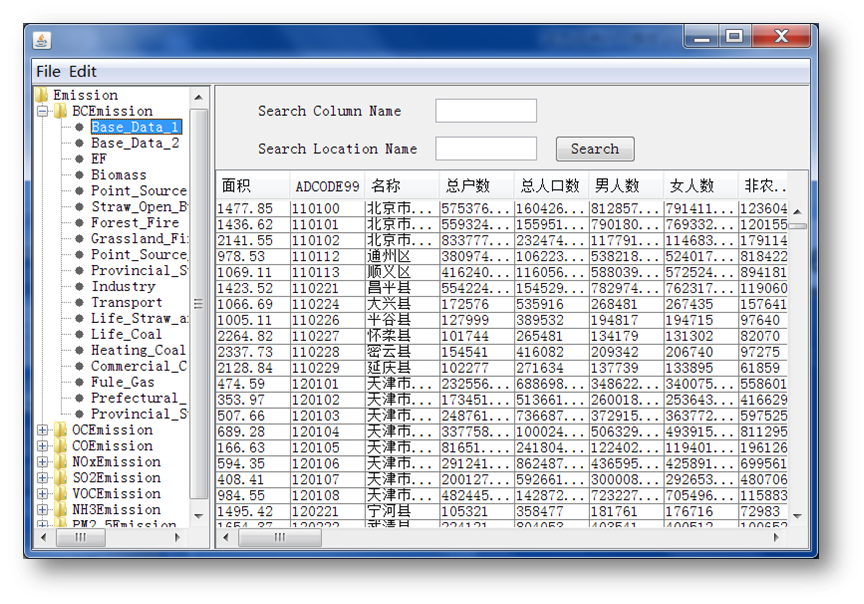 File Edit
Emission
BCEmission
Base_Data_1
Base_Data_2
EF
Biomass
Point_Source
Straw_Open_B
Forest_Fire
Grassland_Fi
Point_Source
Provincial_S
Industry
Transport
Life_Straw_a
Life_Coal
Heating_Coal
Commercial_C
Fule_Gas
Prefectural_
Provincial_S
OCEmission
COEmission
NOxEmission
SO2Emission
VOCEmission
NH3Emission
PM2.5Emission
Search Column Name
Search Location Name Search
面积 ADCODE99 名称 总户数 总人口数 男人数 女人数 非农..
1477.85 110100 北京市... 575376... 160426... 812857... 791411... 123604
1436.62 110101 北京市... 559324... 155951... 790180... 769332... 120155
2141.55 110102 北京市... 833777... 232474... 117791... 114683... 179114
978.53 110112 通州区 380974... 106223... 538218... 524017... 818422
1069.11 110113 顺义区 416240... 116056... 588039... 572524... 894181
1423.52 110221 昌平县 554224... 154529... 782974... 762317... 119060
1066.69 110224 大兴县 172576 535916 268481 267435 157641
1005.11 110226 平谷县 127999 389532 194817 194715 97640
2264.82 110227 怀柔县 101744 265481 134179 131302 82070
2337.73 110228 密云县 154541 416082 209342 206740 97275
2128.84 110229 延庆县 102277 271634 137739 133895 61859
474.59 120101 天津市... 232556... 688698... 348622... 340075... 558601
353.97 120102 天津市... 173451... 513661... 260018... 253643... 416629
507.66 120103 天津市... 248761... 736687... 372915... 363772... 597525
689.28 120104 天津市... 337758... 100024... 506329... 493915... 811295
166.63 120105 天津市... 81651.... 241804... 122402... 119401... 196126
594.35 120106 天津市... 291241... 862487... 436595... 425891... 699561
408.41 120107 天津市... 200127... 592661... 300008... 292653... 480706
984.55 120108 天津市... 482445... 142872... 723227... 705496... 115883
1495.42 120221 宁河县 105321 358477 181761 176716 72983
1654.37 120222 武清县 224121 804053 403541 400512 100652